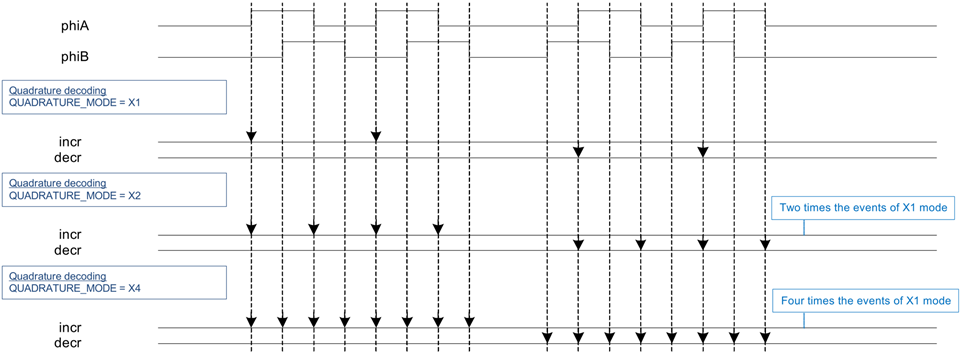 phiA
phiB
Quadrature decoding
QUADRATURE_MODE = X1
incr
decr
Quadrature decoding
QUADRATURE_MODE = X2
Two times the events of X1 mode
incr
decr
Quadrature decoding
QUADRATURE_MODE = X4
Four times the events of X1 mode
incr
decr